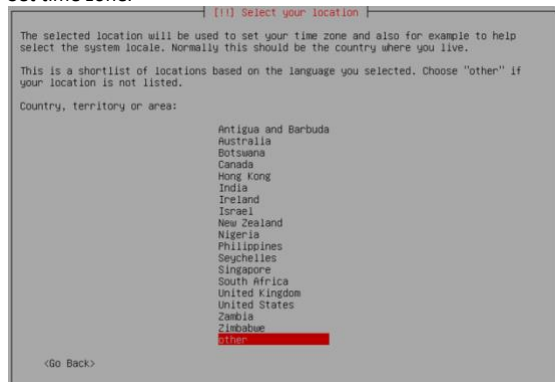 [!!] Select your location
The selected location will be used to set your time zone and also for example to help
select the system locale. Normally this should be the country where you live.
This is a shortlist of locations based on the language you selected. Choose "other" if
your location is not listed.
Country, territory or area:
Antigua and Barbuda
Australia
Botswana
Canada
Hong Kong
India
Ireland
Israel
New Zealand
Nigeria
Philippines
Seychelles
Singapore
South Africa
United Kingdom
United States
Zambia
Zimbabwe
other
<Go Back>